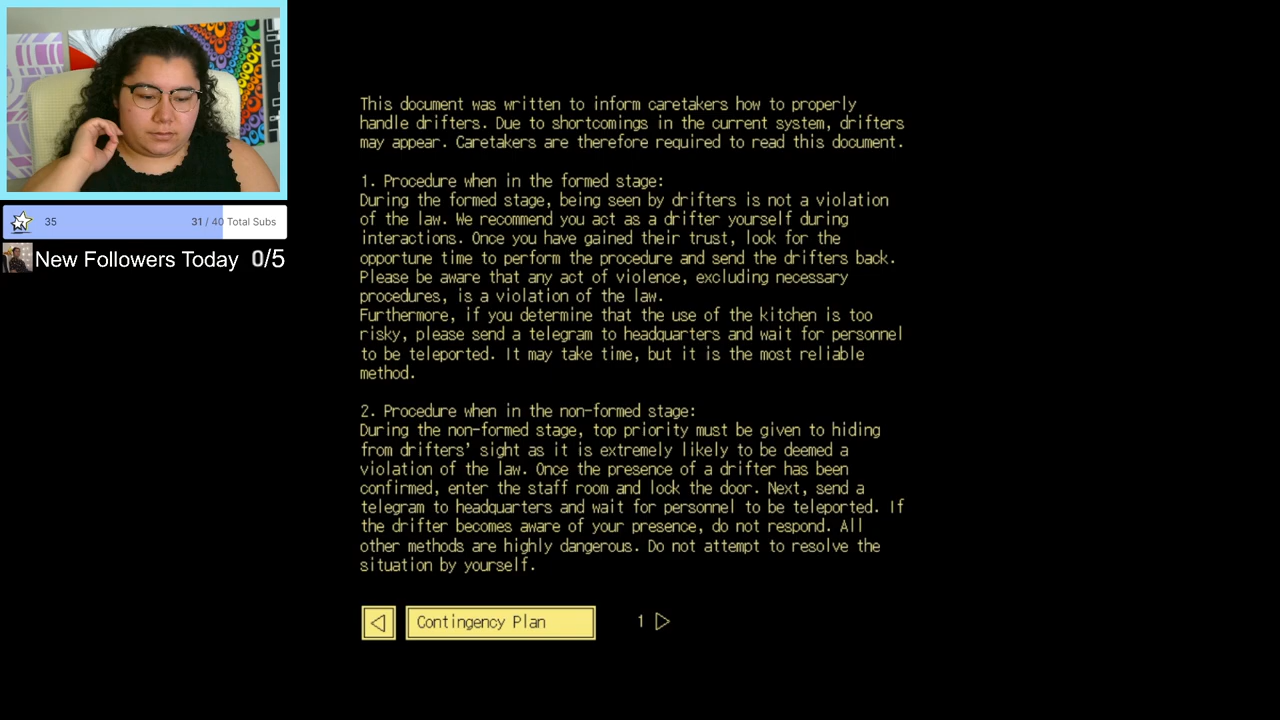 This document was written to inform caretakers how to properly
handle drifters. Due to shortcomings in the current system, drifters
may appear. Caretakers are therefore required to read this document.
1. Procedure when in the formed stage:
During the formed stage, being seen by drifters is not a violation
of the law. We recommend you act as a drifter yourself during
interactions. Once you have gained their trust, look for the
opportune time to perform the procedure and send the drifters back.
Please be aware that any act of violence, excluding necessary
procedures, is a violation of the law.
Furthermore, if you determine that the use of the kitchen is too
risky, please send a telegram to headquarters and wait for personnel
to be teleported. It may take time, but it is the most reliable
method.
2. Procedure when in the non-formed stage:
During the non-formed stage, top priority must be given to hiding
from drifters' sight as it is extremely likely to be deemed a
violation of the law. Once the presence of a drifter has been
confirmed, enter the staff room and lock the door. Next, send a
telegram to headquarters and wait for personnel to be teleported. If
the drifter becomes aware of your presence, do not respond. All
other methods are highly dangerous. Do not attempt to resolve the
situation by yourself.
Contingency Plan 1
35 31 / 40 Total Subs
New Followers Today 0/5